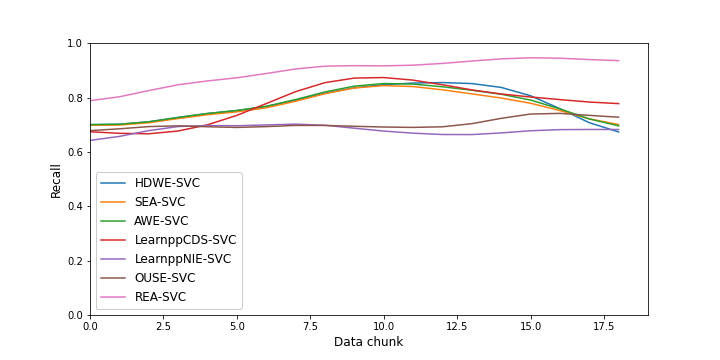 1.0
0.8
0.6
0.4
0.2
0.0
Recall
HDWE-SVC
SEA-SVC
AWE-SVC
LearnppCDS-SVC
LearnppNIE-SVC
OUSE-SVC
REA-SVC
0.0 2.5 5.0 7.5 10.0 12.5 15.0 17.5
Data chunk